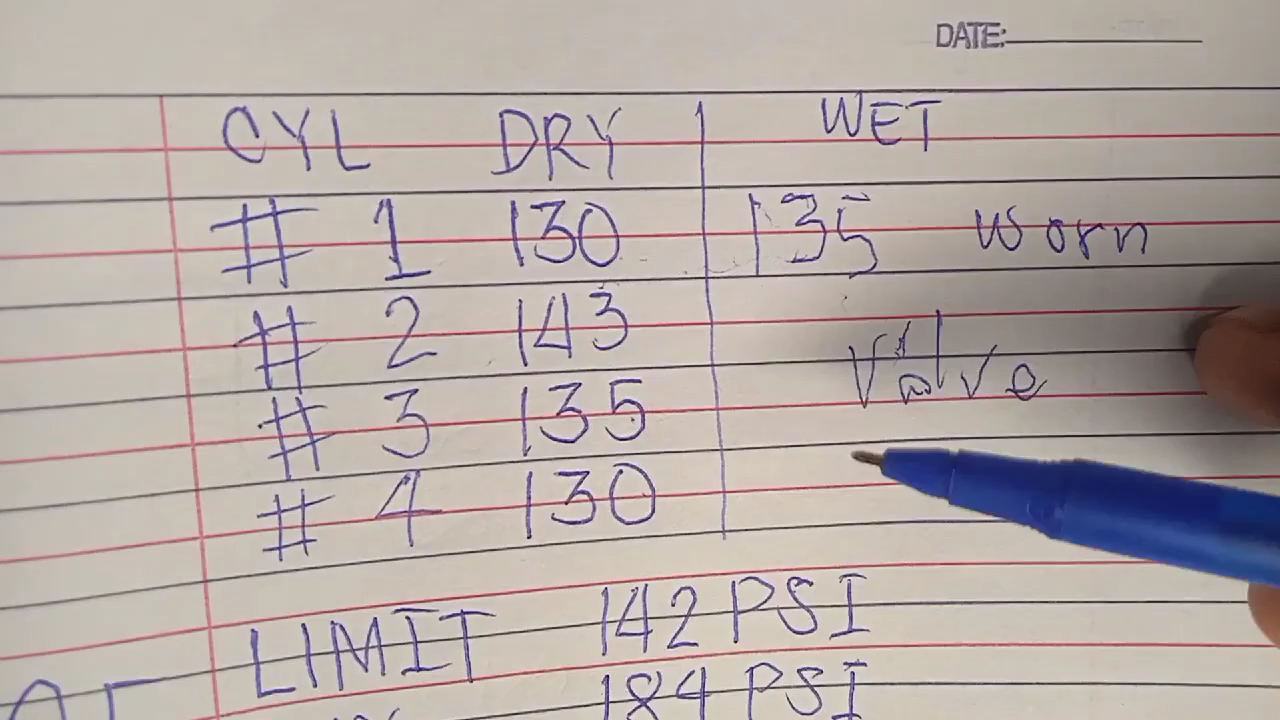 DATE:
CYL DRY WET
# 1 130 135 worn
# 2 143
valve
# 3 135
# 4 130
LIMIT 142 PSI
184 PSI